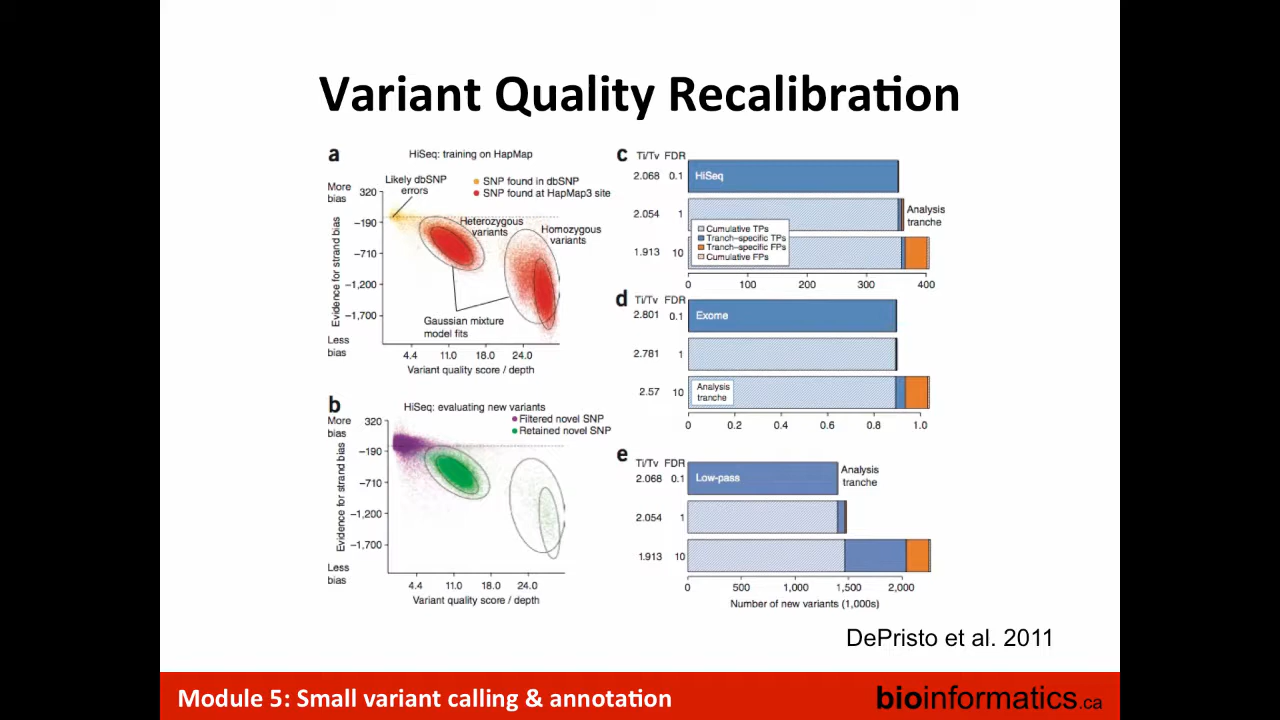 Variant Quality Recalibration
a
HiSeq: training on HapMap
Likely dbSNP
errors
SNP found in dbSNP
SNP found at HapMap3 site
More
bias
320
−190
−710
−1,200
−1,700
Less
bias
Evidence for strand bias
Heterozygous
variants
Homozygous
variants
Gaussian mixture
model fits
4.4 11.0 18.0 24.0
Variant quality score / depth
b
HiSeq: evaluating new variants
Filtered novel SNP
Retained novel SNP
More
bias
320
−190
−710
−1,200
−1,700
Less
bias
Evidence for strand bias
4.4 11.0 18.0 24.0
Variant quality score / depth
c
Ti/Tv FDR
2.068 0.1 HiSeq
2.054 1
Analysis
tranche
Cumulative TPs
Tranch–specific TPs
Tranch–specific FPs
Cumulative FPs
1.913 10
0 100 200 300 400
d
Ti/Tv FDR
2.801 0.1 Exome
2.781 1
2.57 10
Analysis
tranche
0 0.2 0.4 0.6 0.8 1.0
e
Ti/Tv FDR
2.068 0.1 Low-pass
Analysis
tranche
2.054 1
1.913 10
0 500 1,000 1,500 2,000
Number of new variants (1,000s)
DePristo et al. 2011
Module 5: Small variant calling & annotation
bioinformatics.ca